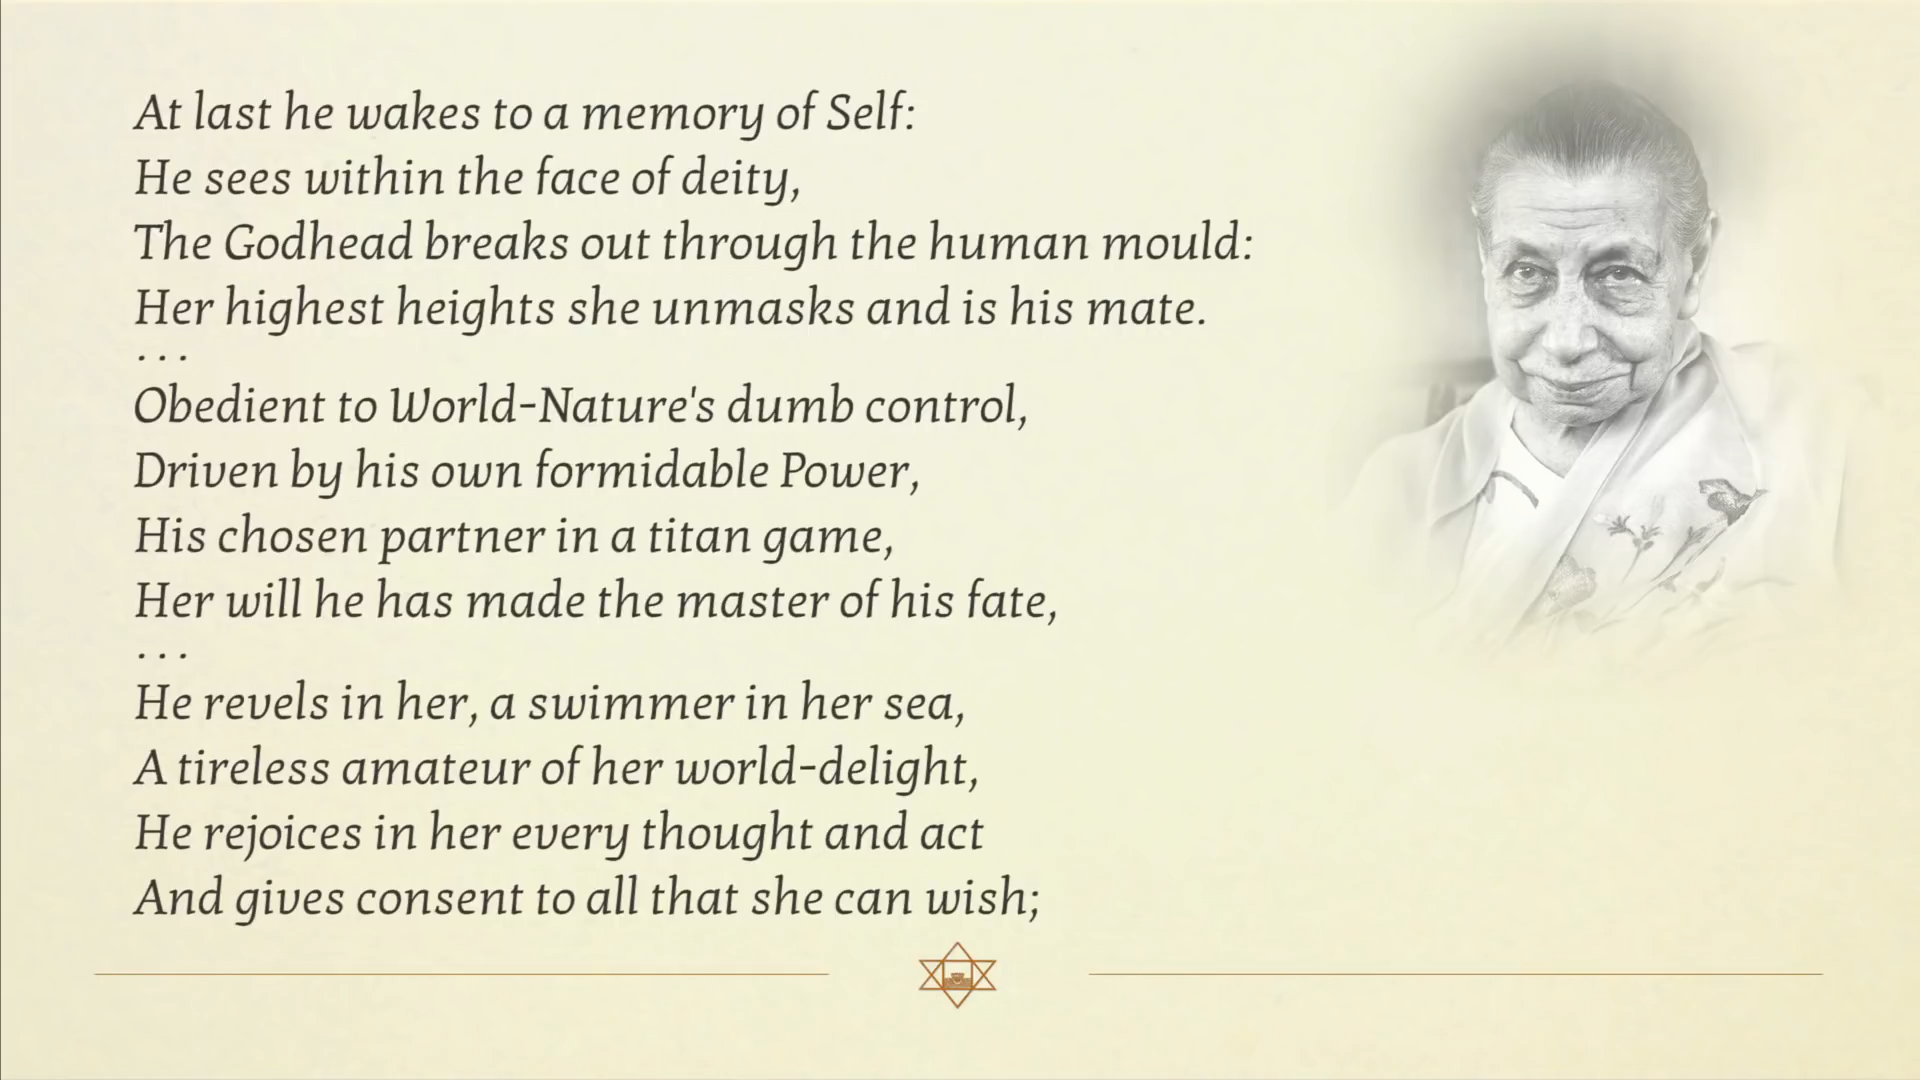 At last he wakes to a memory of Self:
He sees within the face of deity,
The Godhead breaks out through the human mould:
Her highest heights she unmasks and is his mate.
. . .
Obedient to World-Nature's dumb control,
Driven by his own formidable Power,
His chosen partner in a titan game,
Her will he has made the master of his fate,
. . .
He revels in her, a swimmer in her sea,
A tireless amateur of her world-delight,
He rejoices in her every thought and act
And gives consent to all that she can wish;